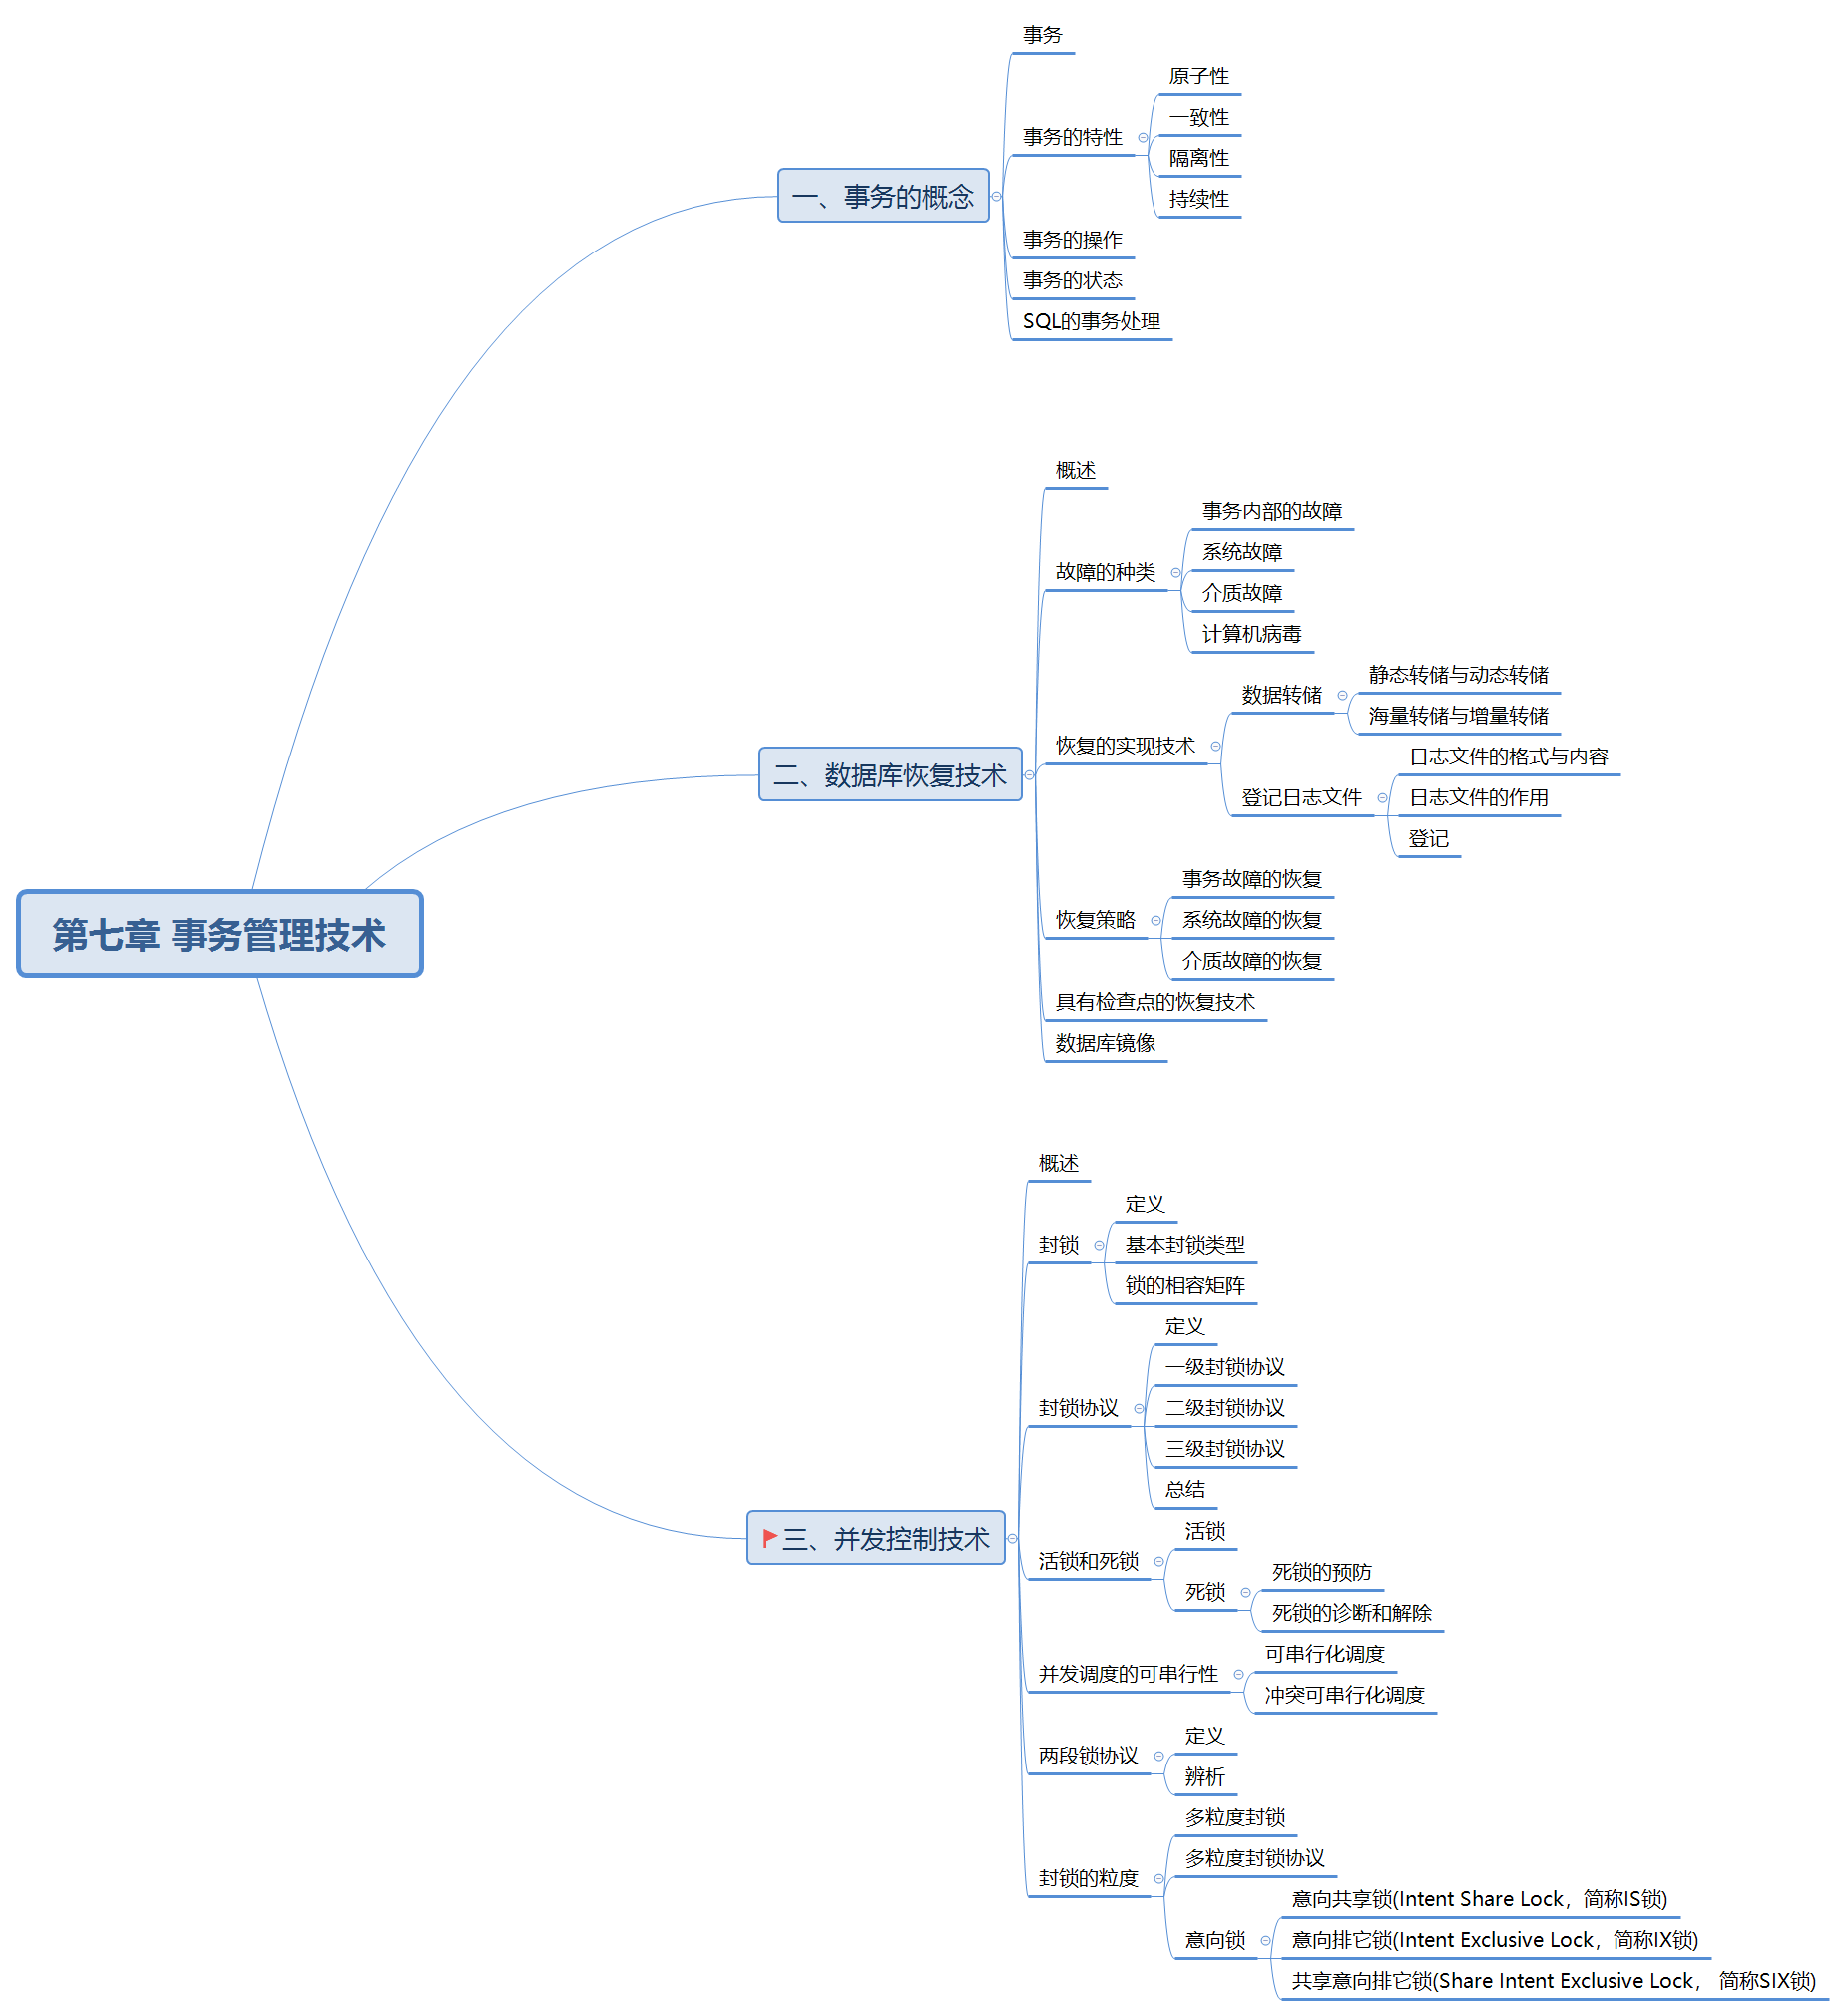 第七章 事务管理技术
一、事务的概念
事务
事务的特性
原子性
一致性
隔离性
持续性
事务的操作
事务的状态
SQL的事务处理
二、数据库恢复技术
概述
故障的种类
事务内部的故障
系统故障
介质故障
计算机病毒
恢复的实现技术
数据转储
静态转储与动态转储
海量转储与增量转储
登记日志文件
日志文件的格式与内容
日志文件的作用
登记
恢复策略
事务故障的恢复
系统故障的恢复
介质故障的恢复
具有检查点的恢复技术
数据库镜像
三、并发控制技术
概述
封锁
定义
基本封锁类型
锁的相容矩阵
封锁协议
定义
一级封锁协议
二级封锁协议
三级封锁协议
总结
活锁和死锁
活锁
死锁
死锁的预防
死锁的诊断和解除
并发调度的可串行性
可串行化调度
冲突可串行化调度
两段锁协议
定义
辨析
封锁的粒度
多粒度封锁
多粒度封锁协议
意向锁
意向共享锁(Intent Share Lock，简称IS锁)
意向排它锁(Intent Exclusive Lock，简称IX锁)
共享意向排它锁(Share Intent Exclusive Lock， 简称SIX锁)